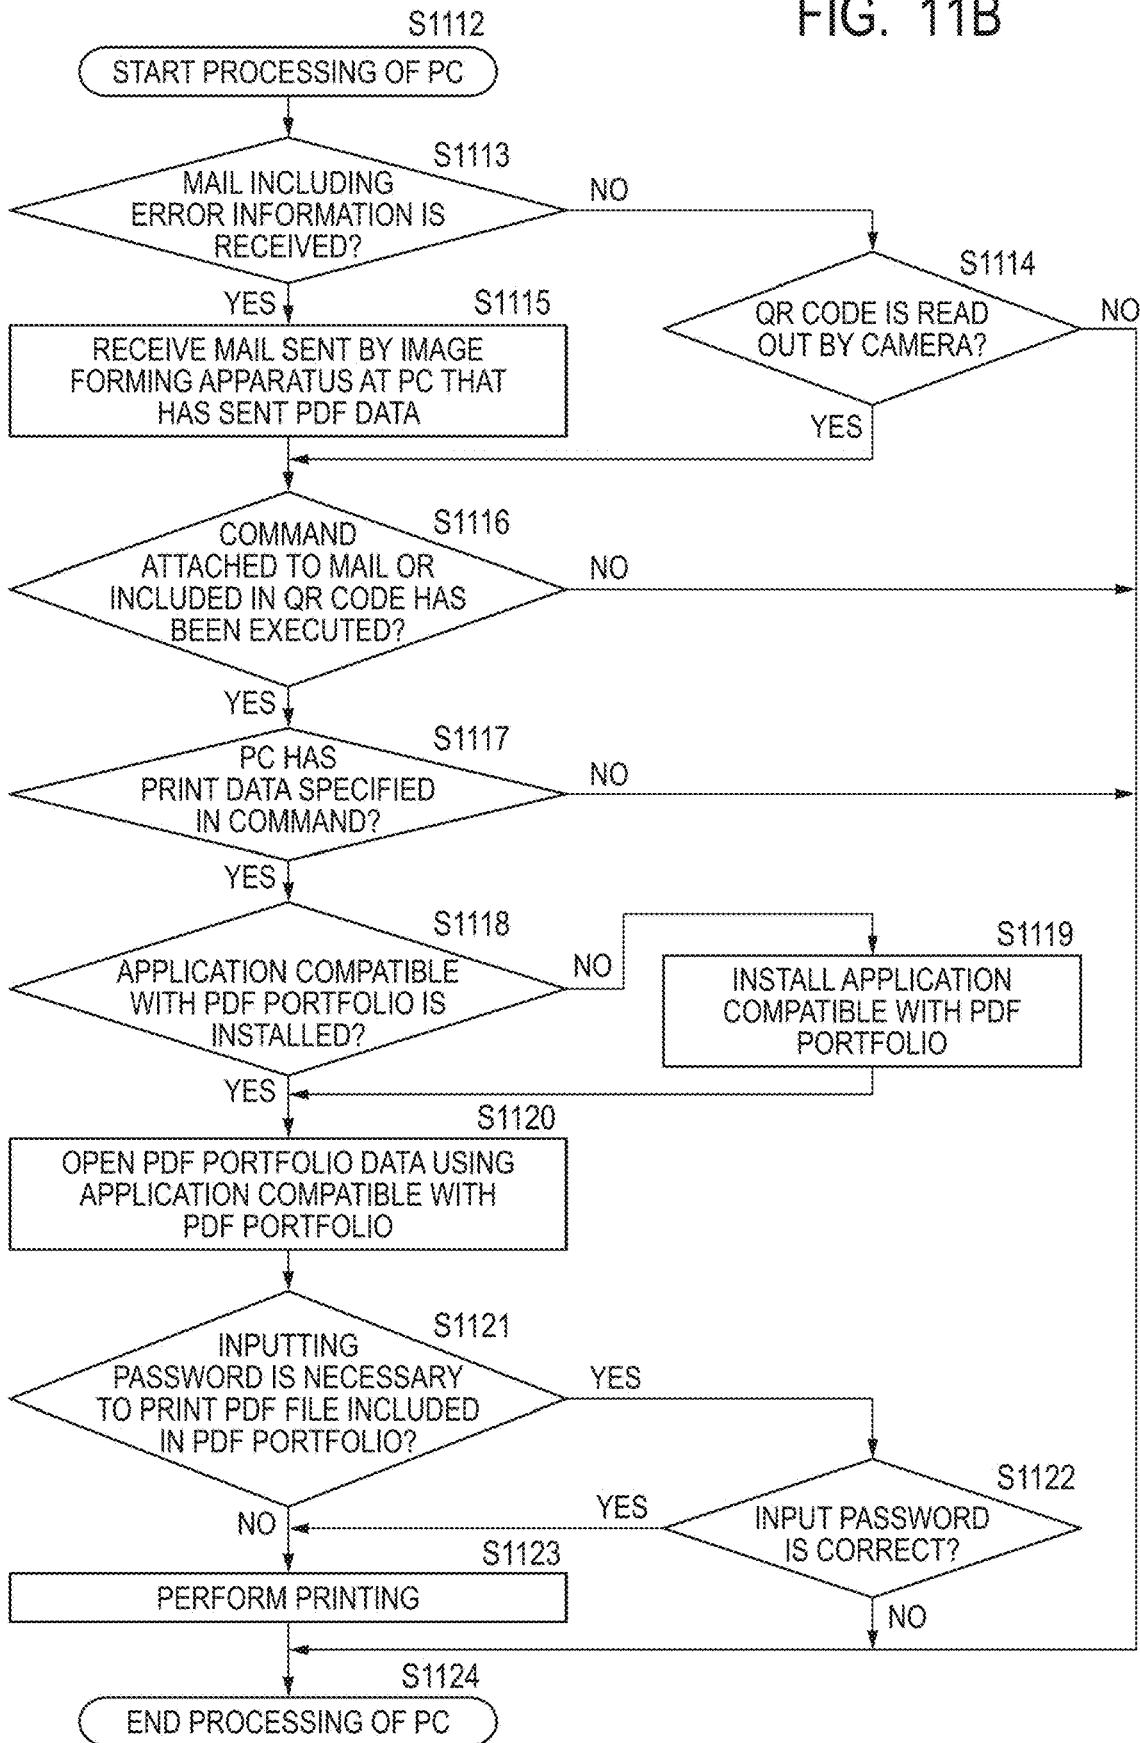 FIG. 11B
S1112
START PROCESSING OF PC
S1113
MAIL INCLUDING
ERROR INFORMATION IS
RECEIVED?
NO
YES
S1114
QR CODE IS READ
OUT BY CAMERA?
NO
YES
S1115
RECEIVE MAIL SENT BY IMAGE
FORMING APPARATUS AT PC THAT
HAS SENT PDF DATA
S1116
COMMAND
ATTACHED TO MAIL OR
INCLUDED IN QR CODE HAS
BEEN EXECUTED?
NO
YES
S1117
PC HAS
PRINT DATA SPECIFIED
IN COMMAND?
NO
YES
S1118
APPLICATION COMPATIBLE
WITH PDF PORTFOLIO IS
INSTALLED?
NO
YES
S1119
INSTALL APPLICATION
COMPATIBLE WITH PDF
PORTFOLIO
S1120
OPEN PDF PORTFOLIO DATA USING
APPLICATION COMPATIBLE WITH
PDF PORTFOLIO
S1121
INPUTTING
PASSWORD IS NECESSARY
TO PRINT PDF FILE INCLUDED
IN PDF PORTFOLIO?
YES
NO
S1122
INPUT PASSWORD
IS CORRECT?
YES
NO
S1123
PERFORM PRINTING
S1124
END PROCESSING OF PC